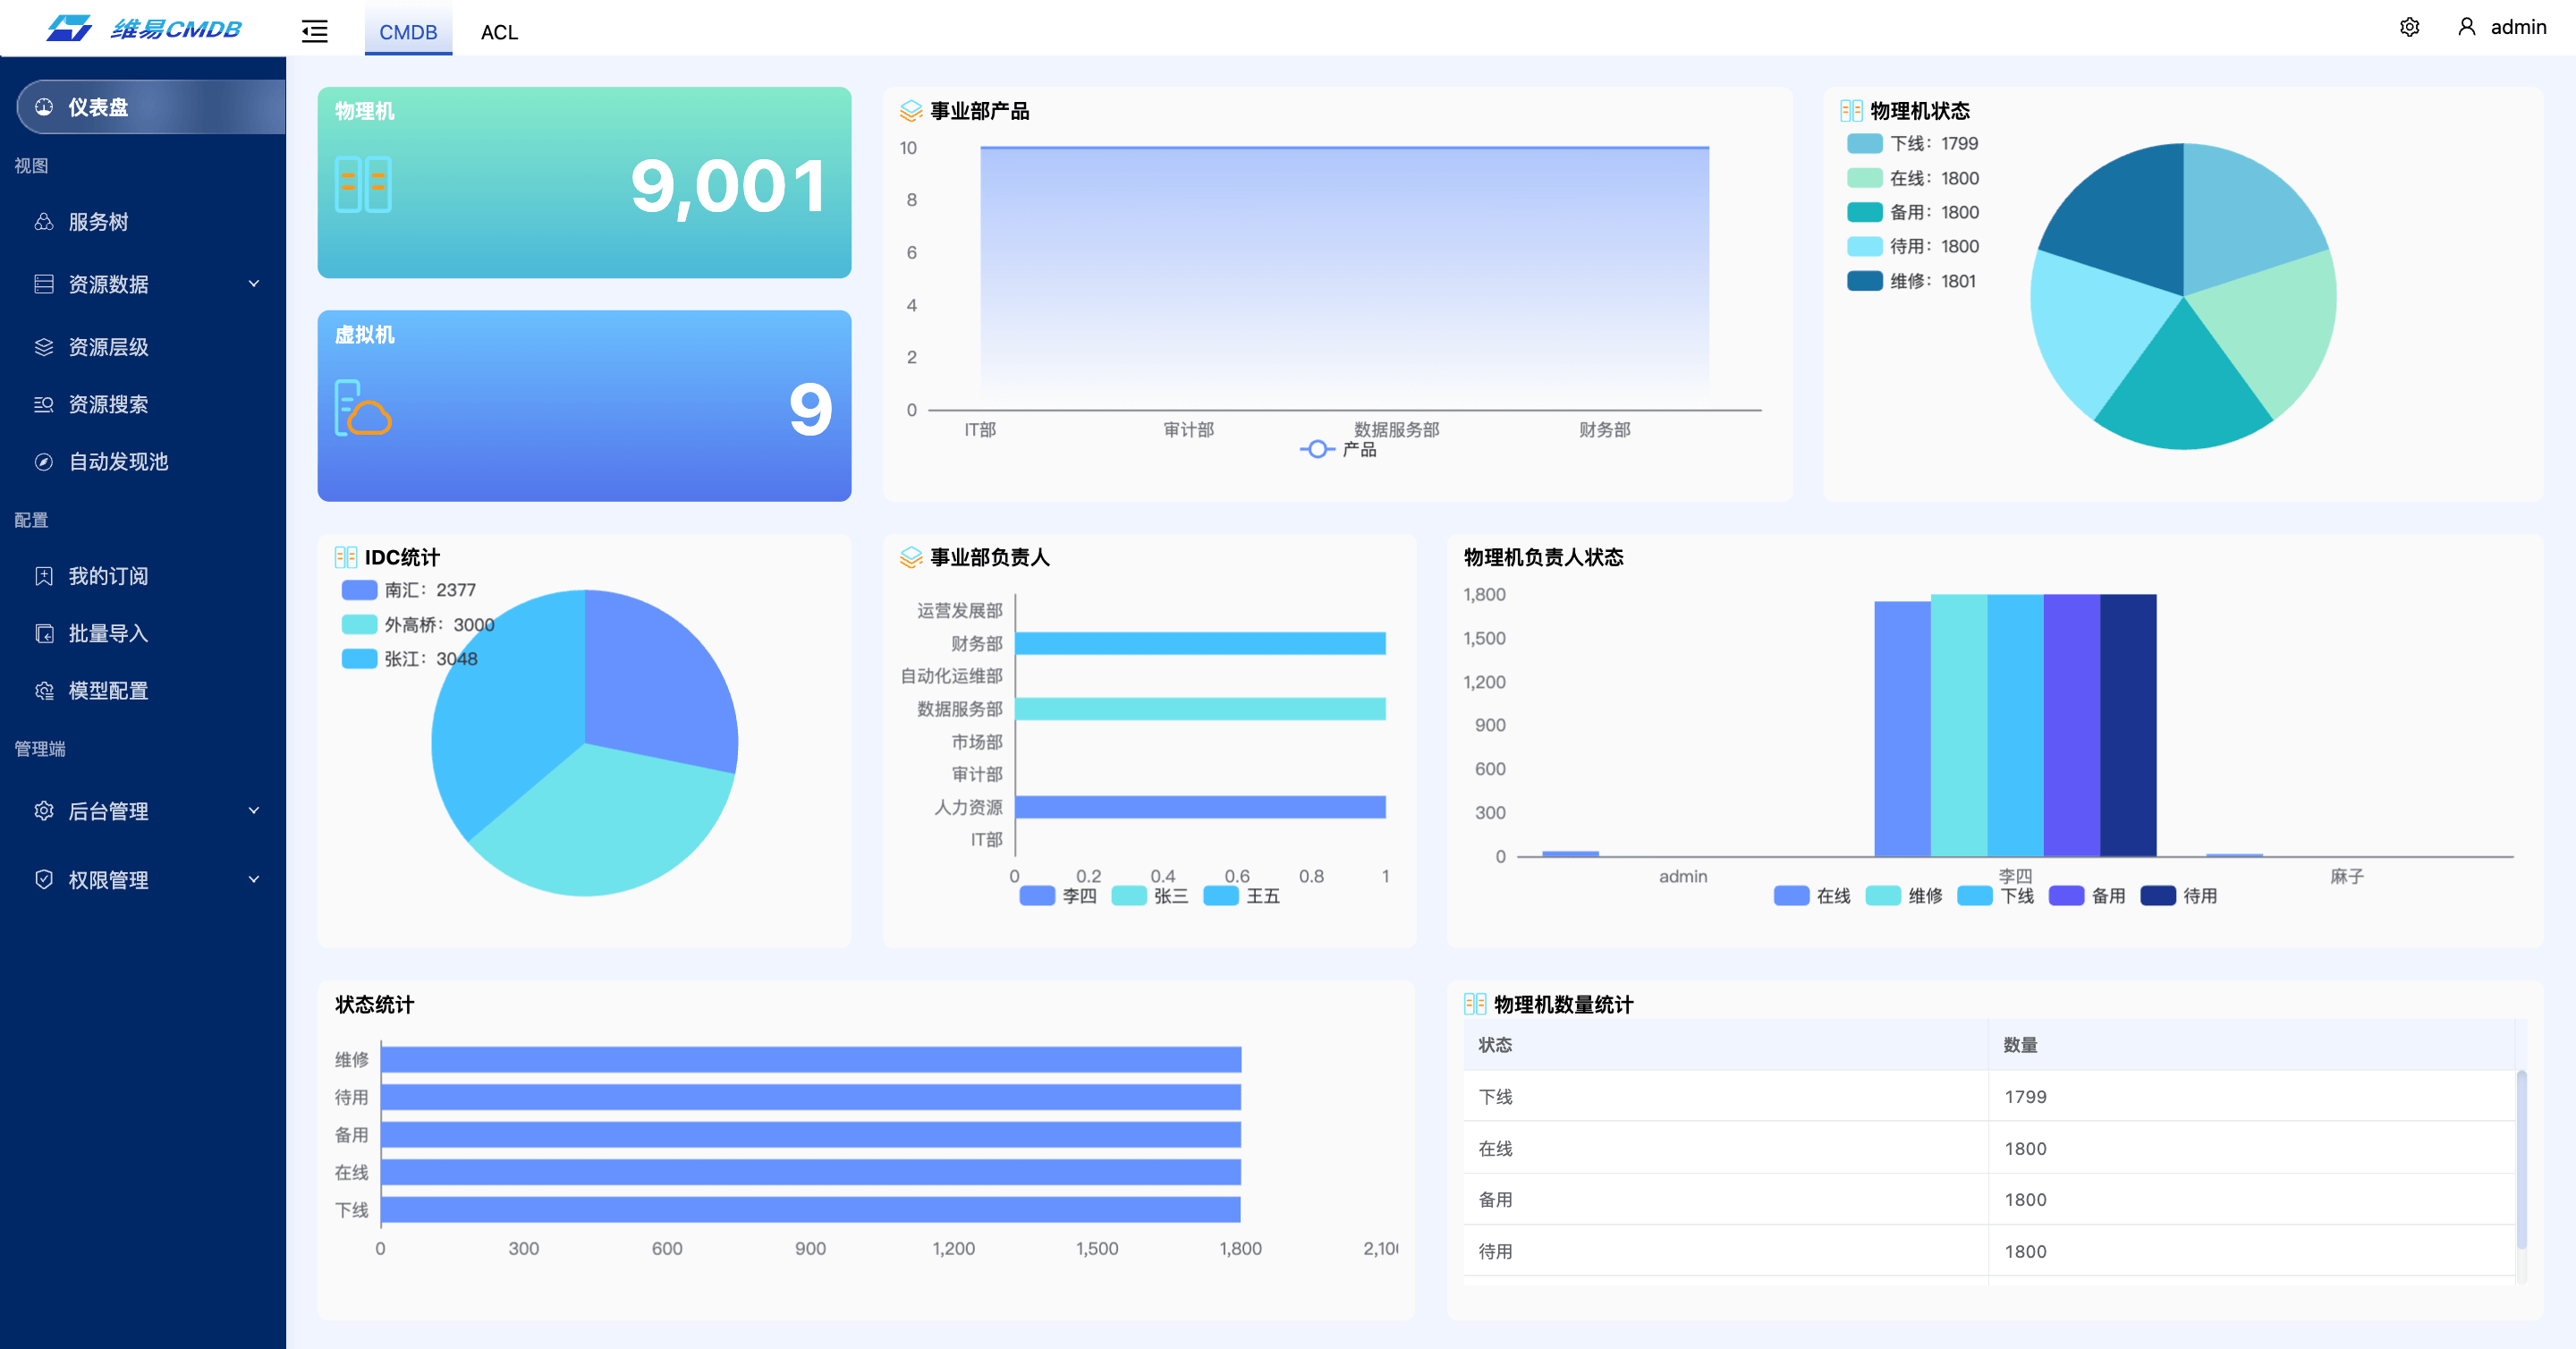 维易CMDB
CMDB
ACL
admin
仪表盘
视图
服务树
资源数据
资源层级
资源搜索
自动发现池
配置
我的订阅
批量导入
模型配置
管理端
后台管理
权限管理
物理机
9,001
虚拟机
9
事业部产品
10
8
6
4
2
0
IT部 审计部 数据服务部 财务部
产品
物理机状态
下线：1799
在线：1800
备用：1800
待用：1800
维修：1801
IDC统计
南汇：2377
外高桥：3000
张江：3048
事业部负责人
运营发展部
财务部
自动化运维部
数据服务部
市场部
审计部
人力资源
IT部
0 0.2 0.4 0.6 0.8 1
李四 张三 王五
物理机负责人状态
1,800
1,500
1,200
900
600
300
0
admin 李四 麻子
在线 维修 下线 备用 待用
状态统计
维修
待用
备用
在线
下线
0 300 600 900 1,200 1,500 1,800 2,100
物理机数量统计
状态 数量
下线 1799
在线 1800
备用 1800
待用 1800